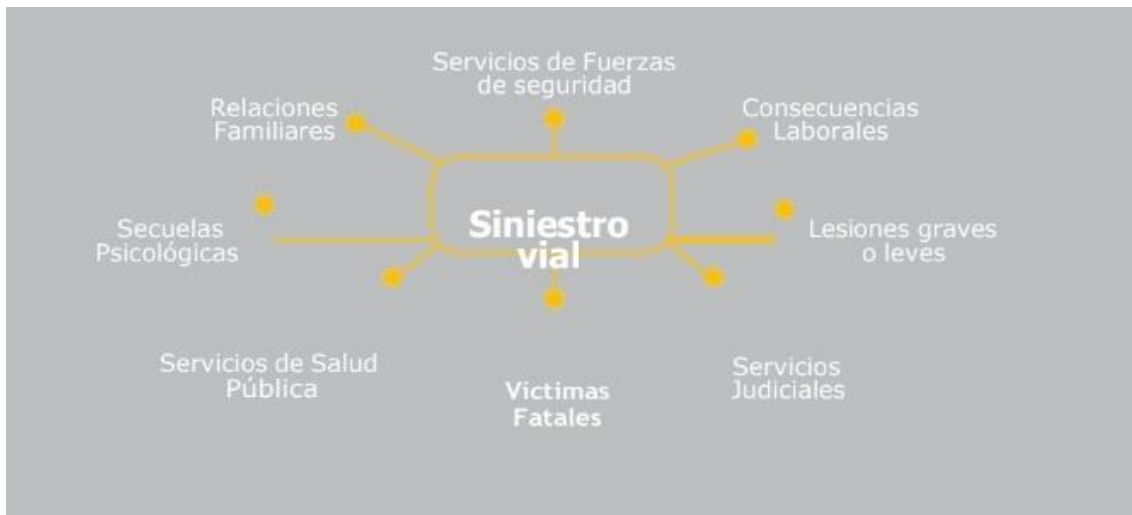 Servicios de Fuerzas
de seguridad
Relaciones
Familiares
Consecuencias
Laborales
Siniestro
vial
Secuelas
Psicológicas
Lesiones graves
o leves
Servicios de Salud
Pública
Víctimas
Fatales
Servicios
Judiciales